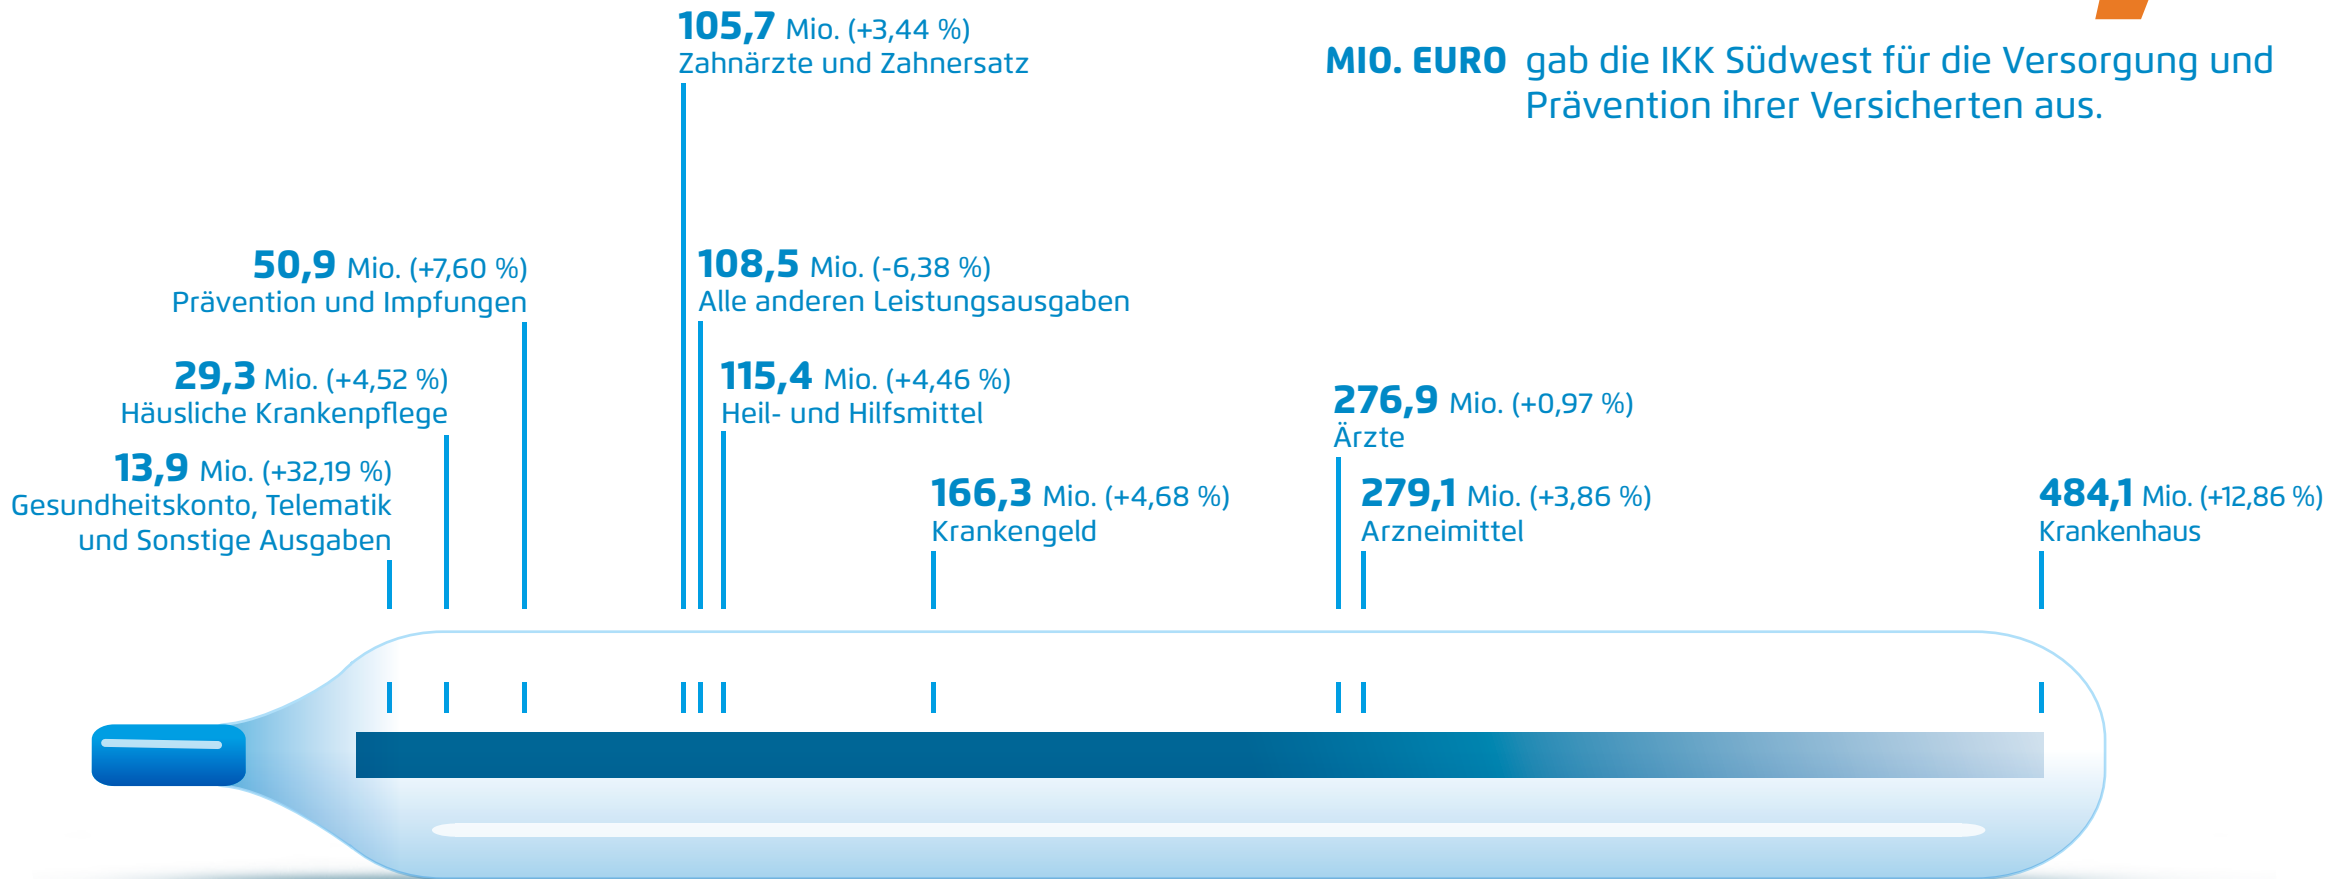 105,7 Mio. (+3,44 %)
Zahnärzte und Zahnersatz
MIO. EURO gab die IKK Südwest für die Versorgung und
Prävention ihrer Versicherten aus.
50,9 Mio. (+7,60 %)
Prävention und Impfungen
108,5 Mio. (-6,38 %)
Alle anderen Leistungsausgaben
29,3 Mio. (+4,52 %)
Häusliche Krankenpflege
115,4 Mio. (+4,46 %)
Heil- und Hilfsmittel
276,9 Mio. (+0,97 %)
Ärzte
13,9 Mio. (+32,19 %)
Gesundheitskonto, Telematik
und Sonstige Ausgaben
166,3 Mio. (+4,68 %)
Krankengeld
279,1 Mio. (+3,86 %)
Arzneimittel
484,1 Mio. (+12,86 %)
Krankenhaus